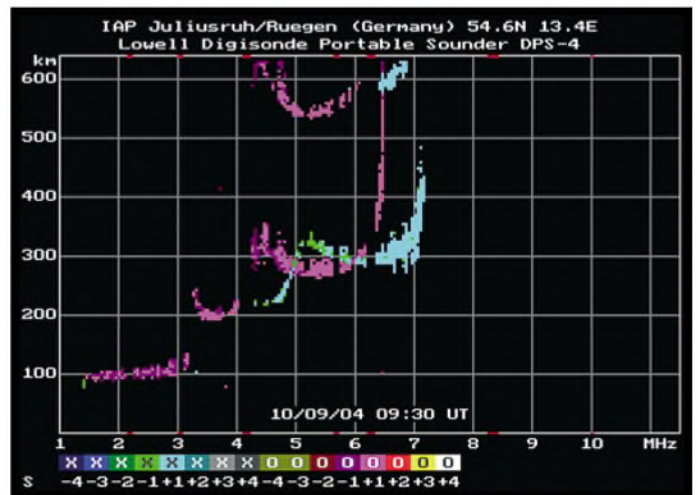 IAP Juliusruh/Ruegen (Germany) 54.6N 13.4E
Lowell Digisonde Portable Sounder DPS-4
km
600
500
400
300
200
100
10/09/04 09:30 UT
1 2 3 4 5 6 7 8 9 10 MHz
X X X X X X X X O O O O O O O O
S -4-3-2-1+1+2+3+4-4-3-2-1+1+2+3+4